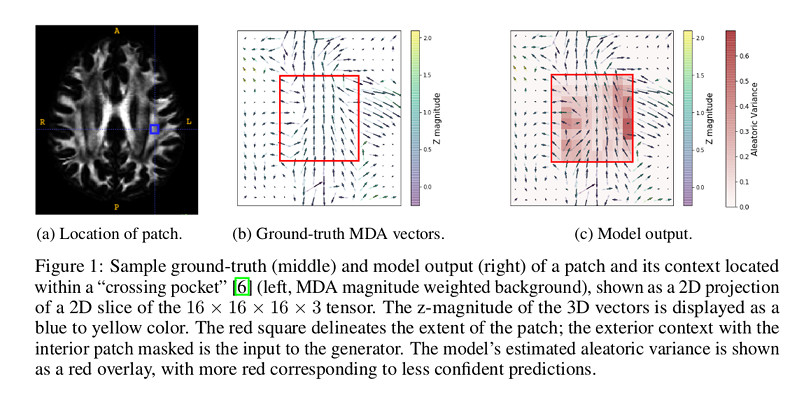 A
R
L
P
2.0
1.5
1.0
0.5
0.0
Z magnitude
2.0
1.5
1.0
0.5
0.0
Z magnitude
0.6
0.5
0.4
0.3
0.2
0.1
0.0
Aleatoric Variance
(a) Location of patch.
(b) Ground-truth MDA vectors.
(c) Model output.
Figure 1: Sample ground-truth (middle) and model output (right) of a patch and its context located
within a “crossing pocket” [6] (left, MDA magnitude weighted background), shown as a 2D projection
of a 2D slice of the 16 × 16 × 16 × 3 tensor. The z-magnitude of the 3D vectors is displayed as a
blue to yellow color. The red square delineates the extent of the patch; the exterior context with the
interior patch masked is the input to the generator. The model’s estimated aleatoric variance is shown
as a red overlay, with more red corresponding to less confident predictions.